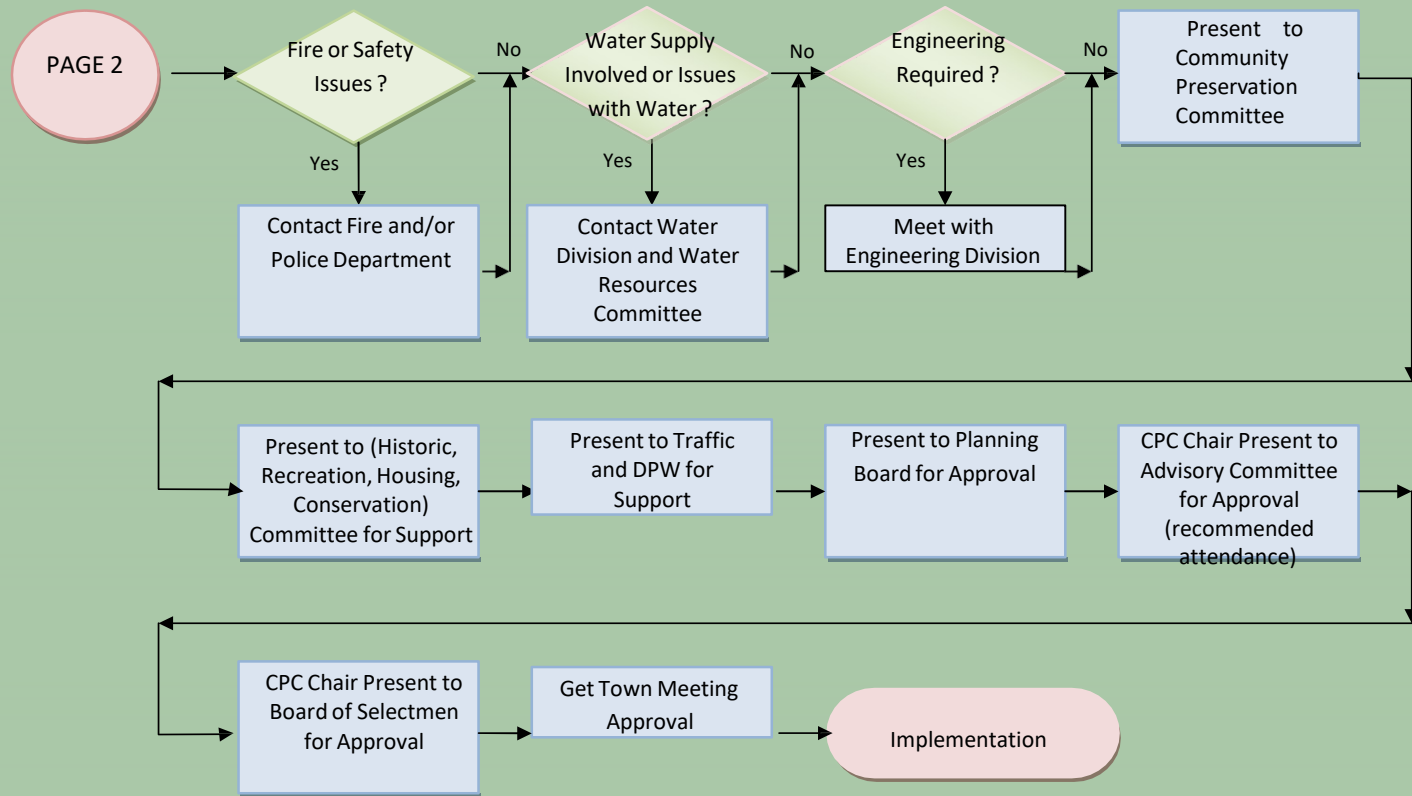 PAGE 2
Fire or Safety
Issues ?
No
Water Supply
Involved or Issues
with Water ?
No
Engineering
Required ?
No
Present to
Community
Preservation
Committee
Yes
Yes
Yes
Contact Fire and/or
Police Department
Contact Water
Division and Water
Resources
Committee
Meet with
Engineering Division
Present to (Historic,
Recreation, Housing,
Conservation)
Committee for Support
Present to Traffic
and DPW for
Support
Present to Planning
Board for Approval
CPC Chair Present to
Advisory Committee
for Approval
(recommended
attendance)
CPC Chair Present to
Board of Selectmen
for Approval
Get Town Meeting
Approval
Implementation